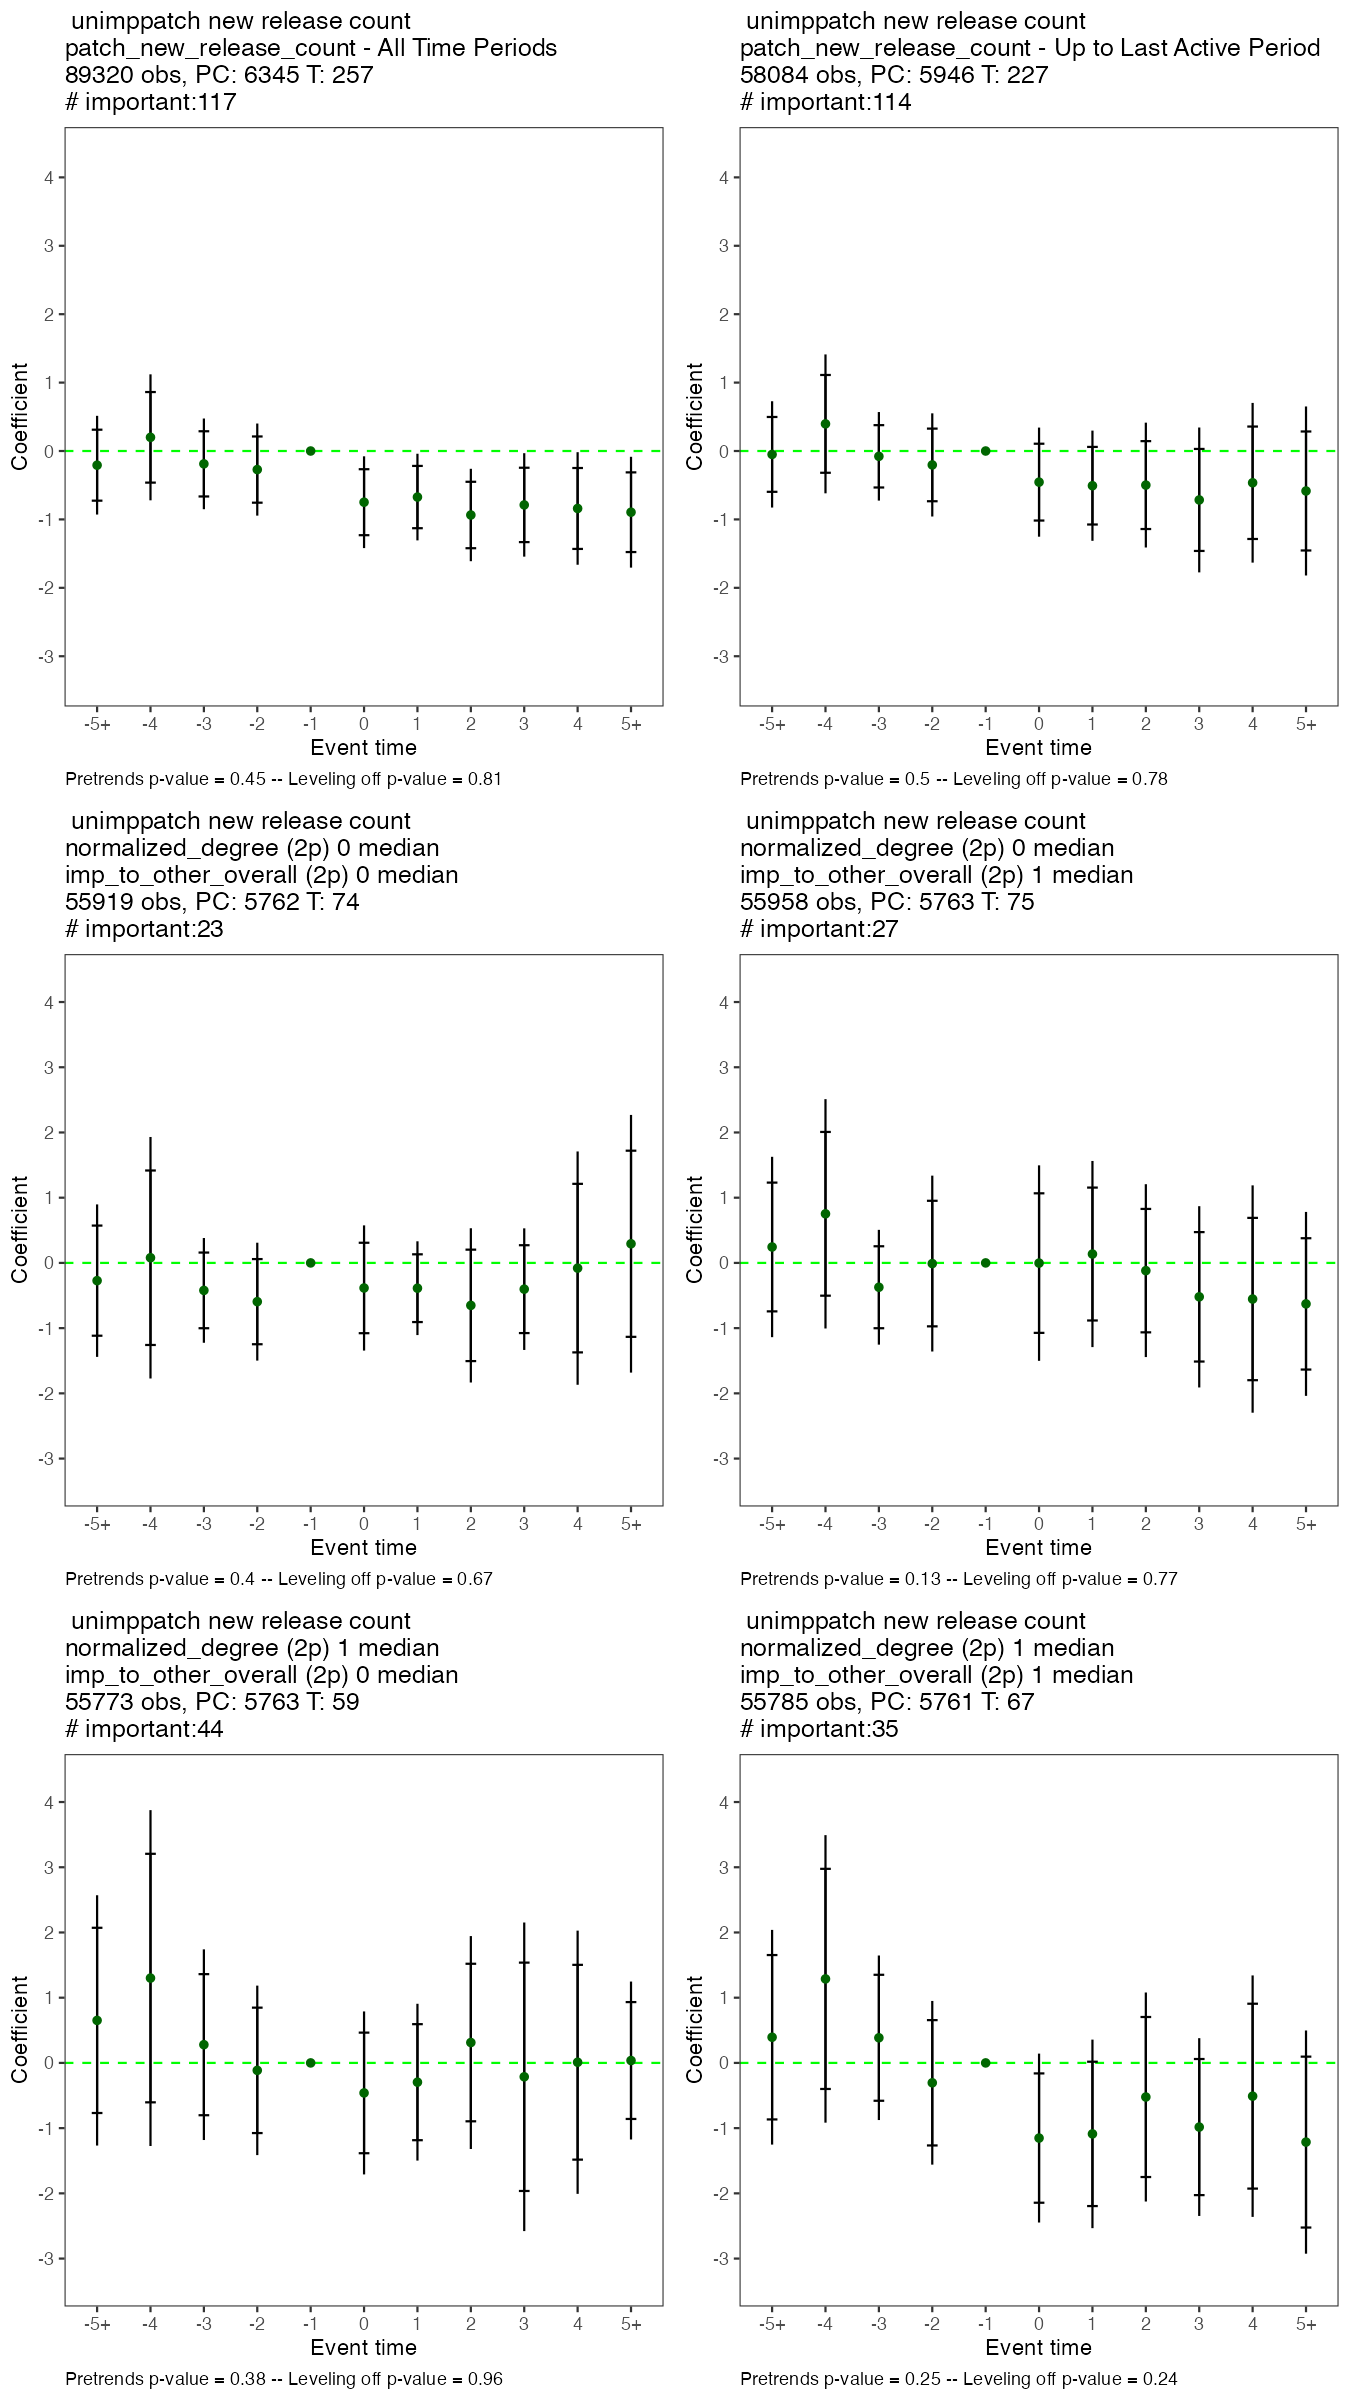 unimppatch new release count
patch_new_release_count - All Time Periods
89320 obs, PC: 6345 T: 257
# important:117
4
3
2
1
0
-1
-2
-3
Coefficient
-5+ -4 -3 -2 -1 0 1 2 3 4 5+
Event time
Pretrends p-value = 0.45 -- Leveling off p-value = 0.81
unimppatch new release count
patch_new_release_count - Up to Last Active Period
58084 obs, PC: 5946 T: 227
# important:114
4
3
2
1
0
-1
-2
-3
Coefficient
-5+ -4 -3 -2 -1 0 1 2 3 4 5+
Event time
Pretrends p-value = 0.5 -- Leveling off p-value = 0.78
unimppatch new release count
normalized_degree (2p) 0 median
imp_to_other_overall (2p) 0 median
55919 obs, PC: 5762 T: 74
# important:23
4
3
2
1
0
-1
-2
-3
Coefficient
-5+ -4 -3 -2 -1 0 1 2 3 4 5+
Event time
Pretrends p-value = 0.4 -- Leveling off p-value = 0.67
unimppatch new release count
normalized_degree (2p) 0 median
imp_to_other_overall (2p) 1 median
55958 obs, PC: 5763 T: 75
# important:27
4
3
2
1
0
-1
-2
-3
Coefficient
-5+ -4 -3 -2 -1 0 1 2 3 4 5+
Event time
Pretrends p-value = 0.13 -- Leveling off p-value = 0.77
unimppatch new release count
normalized_degree (2p) 1 median
imp_to_other_overall (2p) 0 median
55773 obs, PC: 5763 T: 59
# important:44
4
3
2
1
0
-1
-2
-3
Coefficient
-5+ -4 -3 -2 -1 0 1 2 3 4 5+
Event time
Pretrends p-value = 0.38 -- Leveling off p-value = 0.96
unimppatch new release count
normalized_degree (2p) 1 median
imp_to_other_overall (2p) 1 median
55785 obs, PC: 5761 T: 67
# important:35
4
3
2
1
0
-1
-2
-3
Coefficient
-5+ -4 -3 -2 -1 0 1 2 3 4 5+
Event time
Pretrends p-value = 0.25 -- Leveling off p-value = 0.24